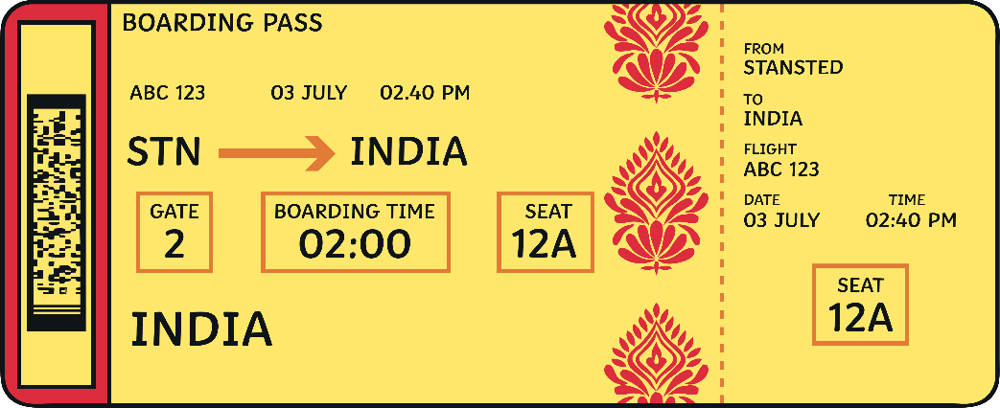 BOARDING PASS
ABC 123 03 JULY 02.40 PM
STN INDIA
GATE
2
BOARDING TIME
02:00
SEAT
12A
INDIA
FROM
STANSTED
TO
INDIA
FLIGHT
ABC 123
DATE TIME
03 JULY 02:40 PM
SEAT
12A